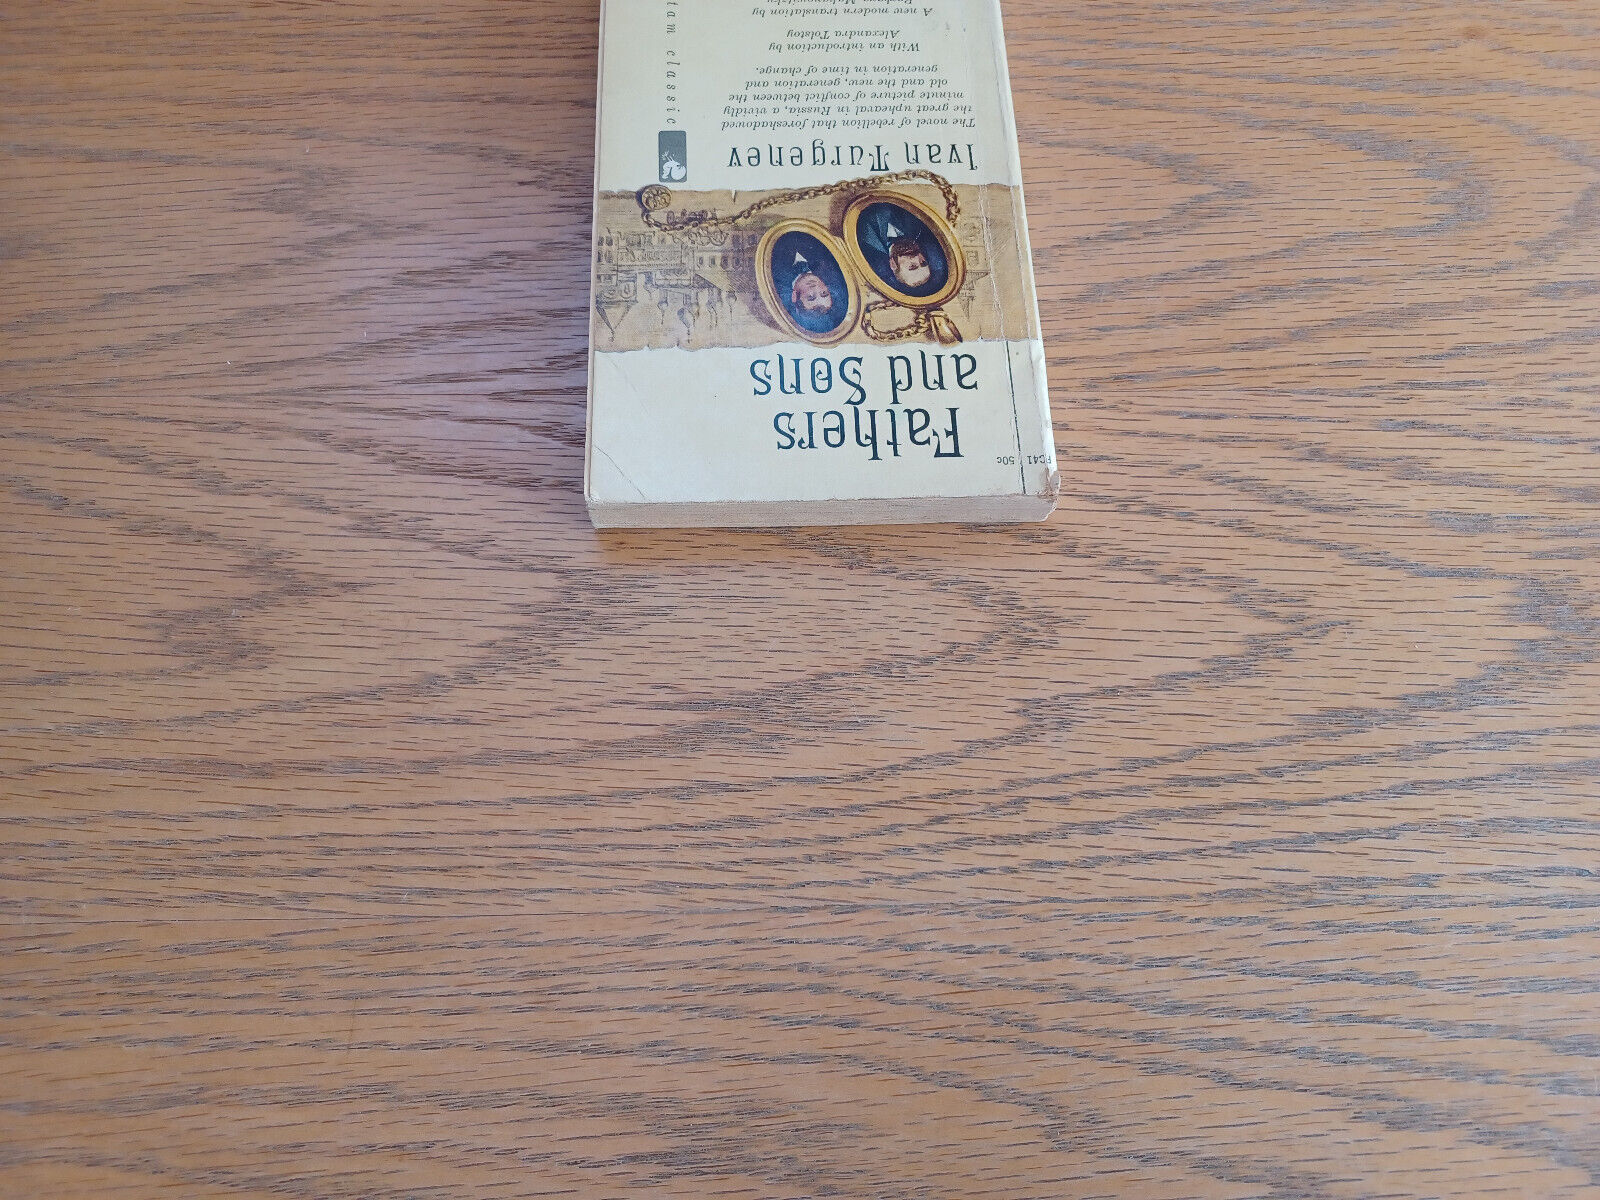 FC41 / 50c
Fathers
and Sons
Ivan Turgenev
The novel of rebellion that foreshadowed
the great upheaval in Russia, a vividly
minute picture of conflict between the
old and the new, generation and
generation in time of change.
With an introduction by
Alexandra Tolstoy
A new modern translation by
tam classic